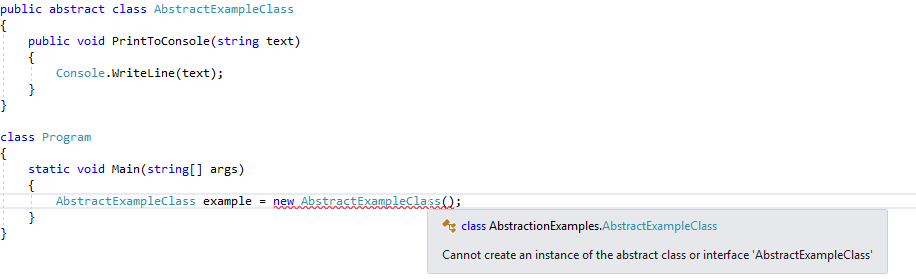 public abstract class AbstractExampleClass
{
    public void PrintToConsole(string text)
    {
        Console.WriteLine(text);
    }
}
class Program
{
    static void Main(string[] args)
    {
        AbstractExampleClass example = new AbstractExampleClass();
    }
}
class AbstractionExamples.AbstractExampleClass
Cannot create an instance of the abstract class or interface 'AbstractExampleClass'